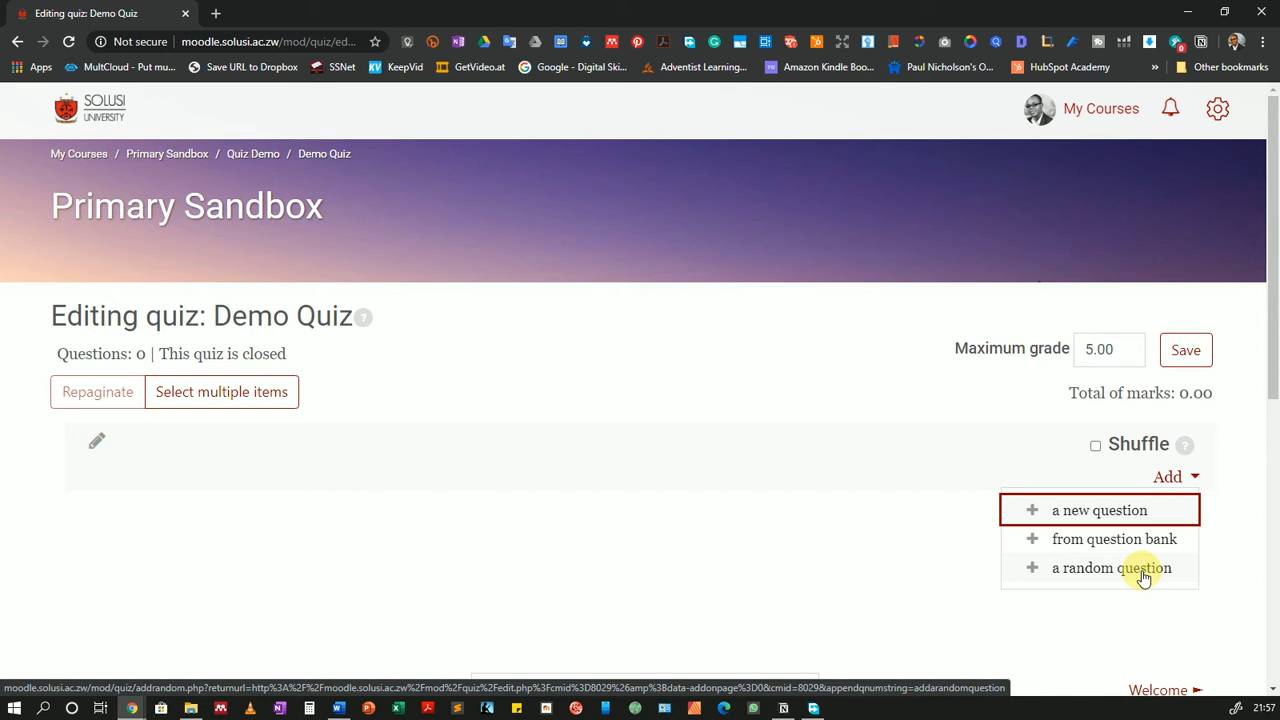 Editing quiz: Demo Quiz
Not secure
moodle.solusi.ac.zw/mod/quiz/ed...
Apps
MultCloud - Put mu...
Save URL to Dropbox
SSNet
KeepVid
GetVideo.at
Google - Digital Ski...
Adventist Learning...
Amazon Kindle Boo...
Paul Nicholson's O...
HubSpot Academy
»
Other bookmarks
SOLUSI
UNIVERSITY
My Courses
My Courses / Primary Sandbox / Quiz Demo / Demo Quiz
Primary Sandbox
Editing quiz: Demo Quiz
Questions: 0 | This quiz is closed
Maximum grade 5.00 Save
Repaginate Select multiple items
Total of marks: 0.00
Shuffle
Add
a new question
from question bank
a random question
moodle.solusi.ac.zw/mod/quiz/addrandom.php?returnurl=http%3A%2F%2Fmoodle.solusi.ac.zw%2Fmod%2Fquiz%2Fedit.php%3Fcmid%3D8029%26amp%3Bdata-addonpage%3D0&cmid=8029&appendqnumstring=addarandomquestion
Welcome
21:57